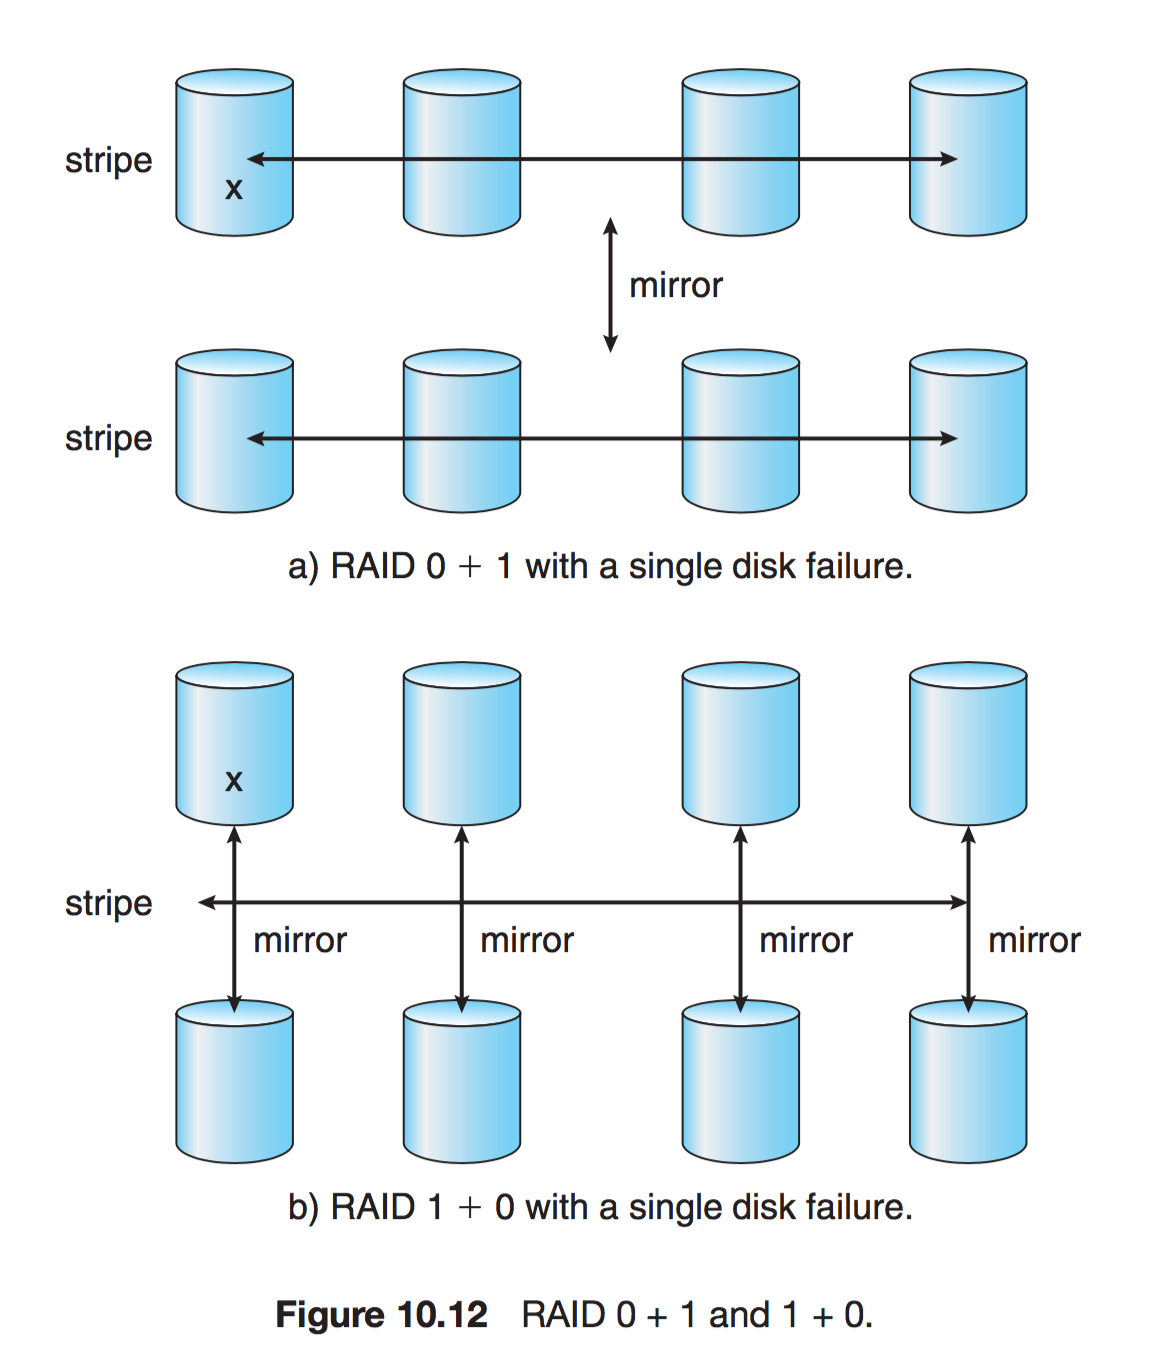 stripe
x
mirror
stripe
a) RAID 0 + 1 with a single disk failure.
x
stripe
mirror mirror mirror mirror
b) RAID 1 + 0 with a single disk failure.
Figure 10.12 RAID 0 + 1 and 1 + 0.